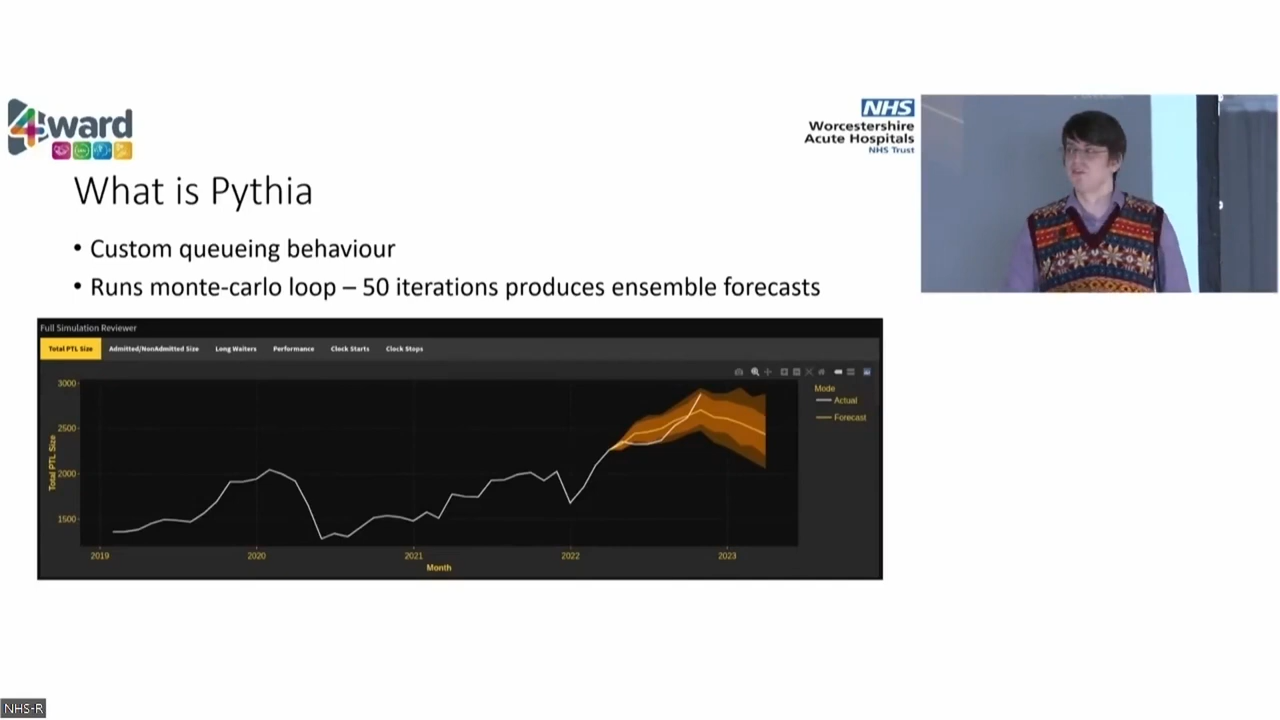 4ward
NHS
Worcestershire
Acute Hospitals
NHS Trust
What is Pythia
• Custom queueing behaviour
• Runs monte-carlo loop – 50 iterations produces ensemble forecasts
Full Simulation Reviewer
Total PTL Size
Admitted/NonAdmitted Size
Long Waiters
Performance
Clock Starts
Clock Stops
Mode
Actual
Forecast
Total PTL Size
3000
2500
2000
1500
2019
2020
2021
2022
2023
Month
NHS-R